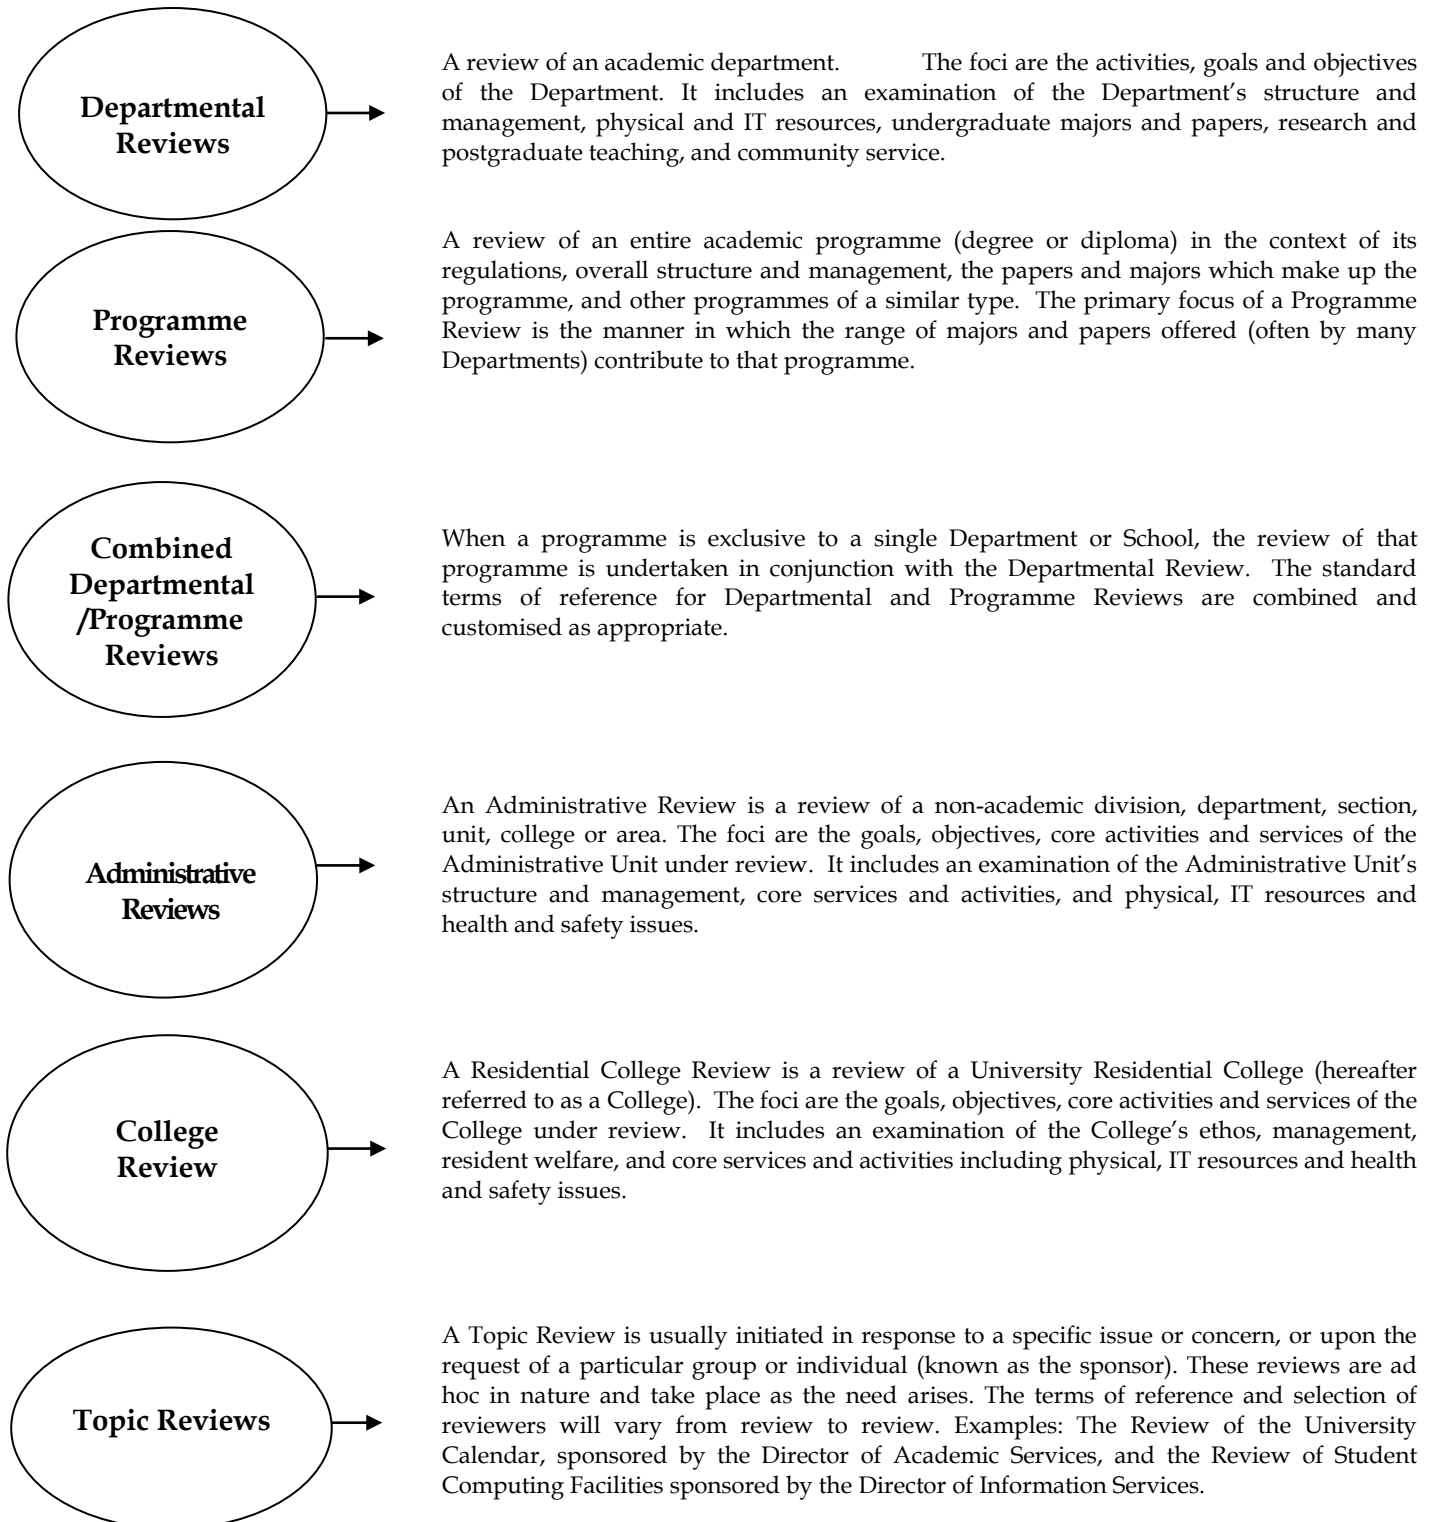 Departmental
Reviews
A review of an academic department. The foci are the activities, goals and objectives
of the Department. It includes an examination of the Department's structure and
management, physical and IT resources, undergraduate majors and papers, research and
postgraduate teaching, and community service.
Programme
Reviews
A review of an entire academic programme (degree or diploma) in the context of its
regulations, overall structure and management, the papers and majors which make up the
programme, and other programmes of a similar type. The primary focus of a Programme
Review is the manner in which the range of majors and papers offered (often by many
Departments) contribute to that programme.
Combined
Departmental
/Programme
Reviews
When a programme is exclusive to a single Department or School, the review of that
programme is undertaken in conjunction with the Departmental Review. The standard
terms of reference for Departmental and Programme Reviews are combined and
customised as appropriate.
Administrative
Reviews
An Administrative Review is a review of a non-academic division, department, section,
unit, college or area. The foci are the goals, objectives, core activities and services of the
Administrative Unit under review. It includes an examination of the Administrative Unit's
structure and management, core services and activities, and physical, IT resources and
health and safety issues.
College
Review
A Residential College Review is a review of a University Residential College (hereafter
referred to as a College). The foci are the goals, objectives, core activities and services of the
College under review. It includes an examination of the College's ethos, management,
resident welfare, and core services and activities including physical, IT resources and health
and safety issues.
Topic Reviews
A Topic Review is usually initiated in response to a specific issue or concern, or upon the
request of a particular group or individual (known as the sponsor). These reviews are ad
hoc in nature and take place as the need arises. The terms of reference and selection of
reviewers will vary from review to review. Examples: The Review of the University
Calendar, sponsored by the Director of Academic Services, and the Review of Student
Computing Facilities sponsored by the Director of Information Services.